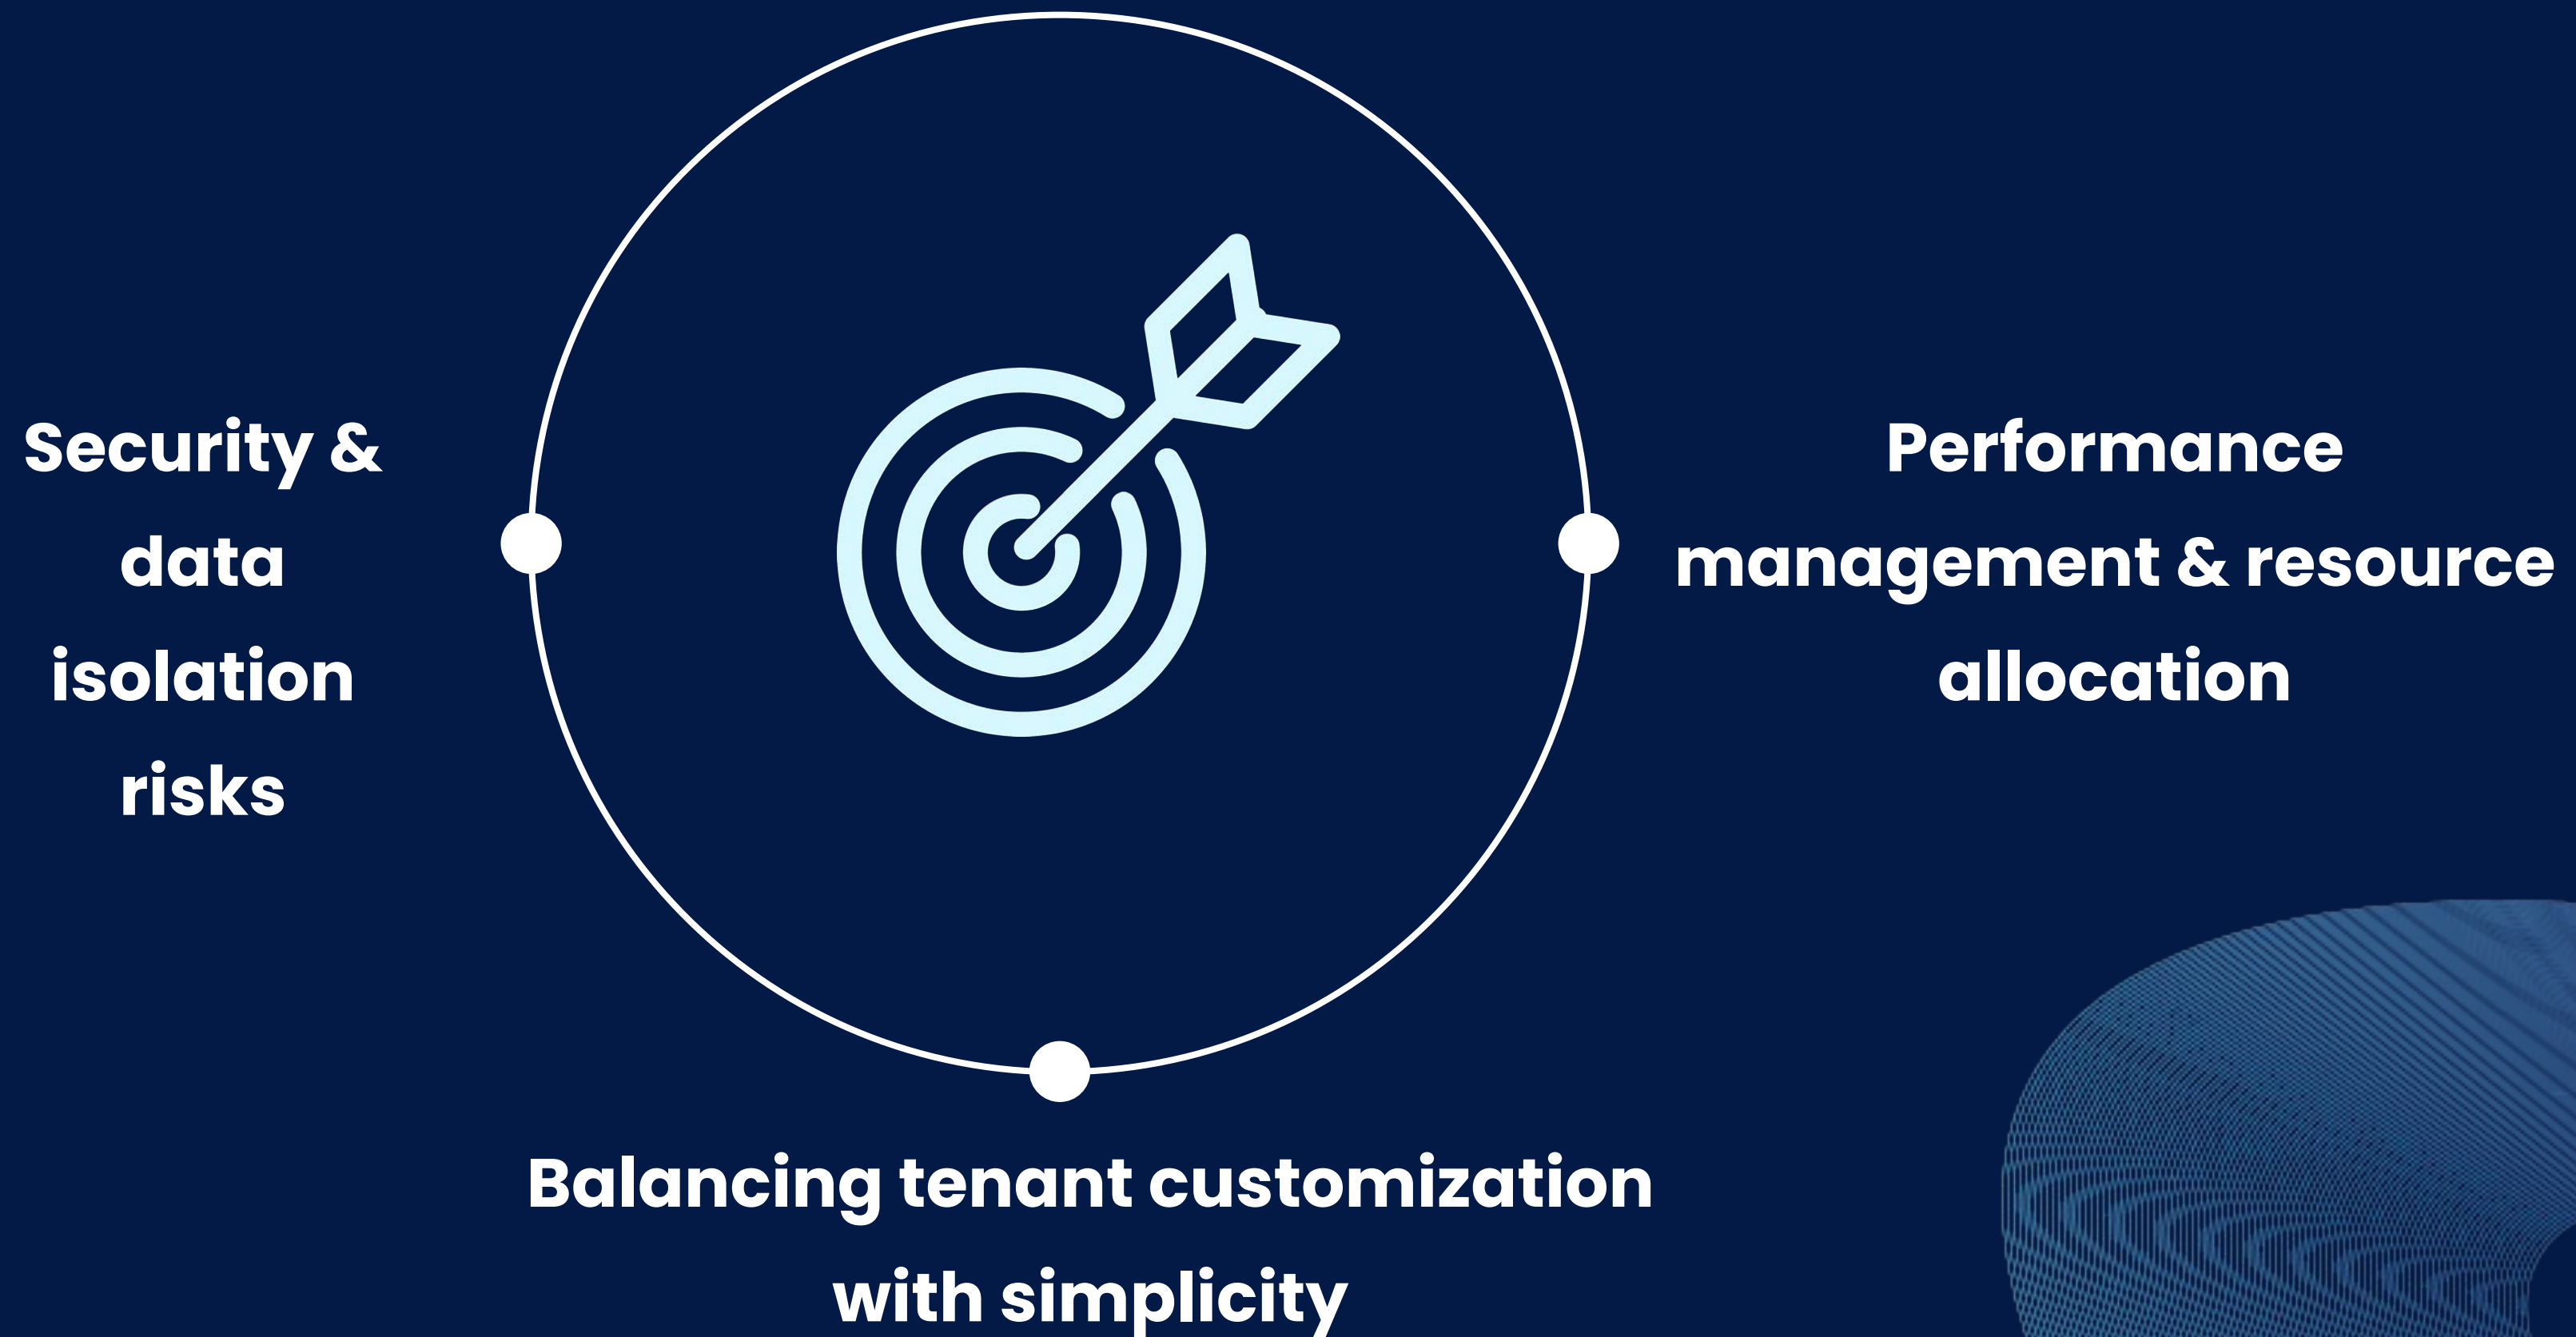 Security &
data
isolation
risks
Performance
management & resource
allocation
Balancing tenant customization
with simplicity